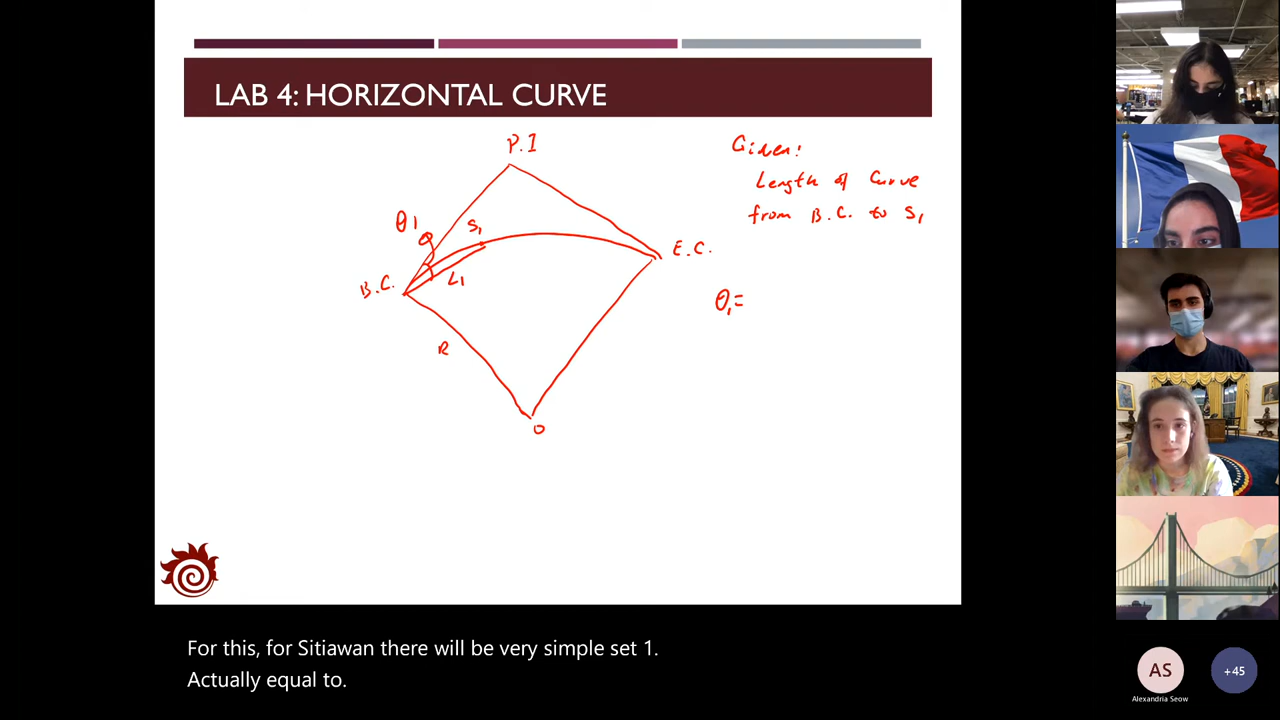 LAB 4: HORIZONTAL CURVE
P.I
Given:
Length of Curve
from B.C. to S1
θ1
S1
E.C.
B.C.
L1
θ1=
R
O
For this, for Sitiawan there will be very simple set 1.
Actually equal to.
AS
+45
Alexandria Seow